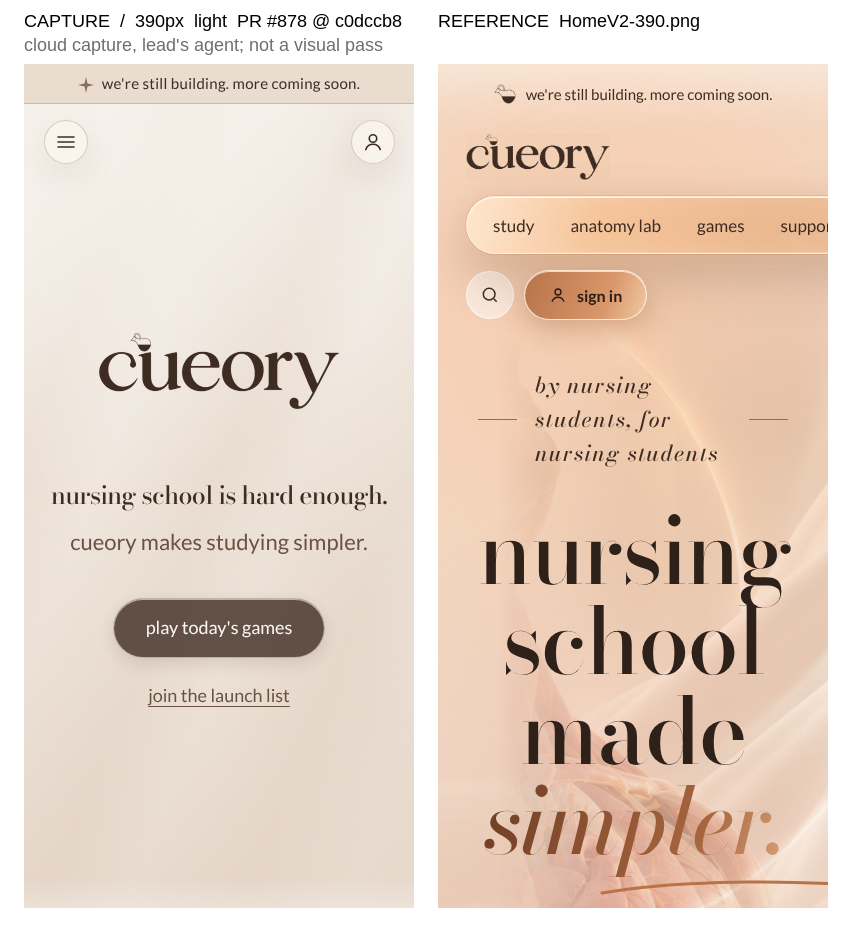 CAPTURE / 390px light PR #878 @ c0dccb8
cloud capture, lead's agent; not a visual pass
we're still building. more coming soon.
cueory
nursing school is hard enough.
cueory makes studying simpler.
play today's games
join the launch list
REFERENCE HomeV2-390.png
we're still building. more coming soon.
cueory
study anatomy lab games
sign in
by nursing
students, for
nursing students
nursing
school
made
simpler.